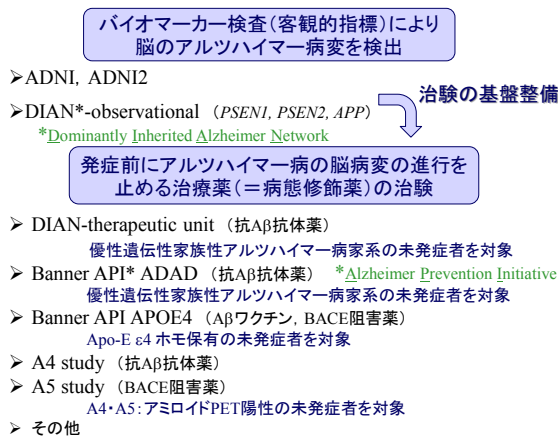 バイオマーカー検査(客観的指標)により
脳のアルツハイマー病変を検出
➢ADNI, ADNI2
➢DIAN*-observational (PSEN1, PSEN2, APP)
治験の基盤整備
*Dominantly Inherited Alzheimer Network
発症前にアルツハイマー病の脳病変の進行を
止める治療薬(=病態修飾薬)の治験
➢ DIAN-therapeutic unit (抗Aβ抗体薬)
優性遺伝性家族性アルツハイマー病家系の未発症者を対象
➢ Banner API* ADAD (抗Aβ抗体薬) *Alzheimer Prevention Initiative
優性遺伝性家族性アルツハイマー病家系の未発症者を対象
➢ Banner API APOE4 (Aβワクチン, BACE阻害薬)
Apo-E ε4 ホモ保有の未発症者を対象
➢ A4 study (抗Aβ抗体薬)
➢ A5 study (BACE阻害薬)
A4・A5:アミロイドPET陽性の未発症者を対象
➢ その他